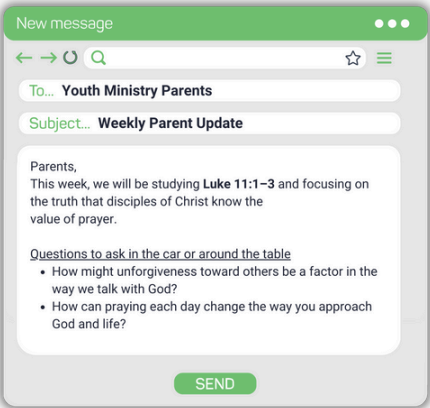 New message
To... Youth Ministry Parents
Subject... Weekly Parent Update
Parents,
This week, we will be studying Luke 11:1–3 and focusing on
the truth that disciples of Christ know the
value of prayer.
Questions to ask in the car or around the table
• How might unforgiveness toward others be a factor in the
way we talk with God?
• How can praying each day change the way you approach
God and life?
SEND